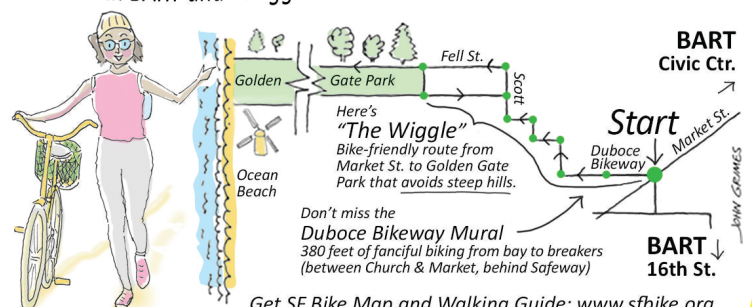 Golden
Gate Park
Fell St.
Scott
Here's
"The Wiggle"
Bike-friendly route from
Market St. to Golden Gate
Park that avoids steep hills.
Ocean
Beach
Start
Duboce
Bikeway
Market St.
BART
Civic Ctr.
JOHN GRIMES
BART
16th St.
Don't miss the
Duboce Bikeway Mural
380 feet of fanciful biking from bay to breakers
(between Church & Market, behind Safeway)
Get SF Bike Map and Walking Guide: www.sfbike.org